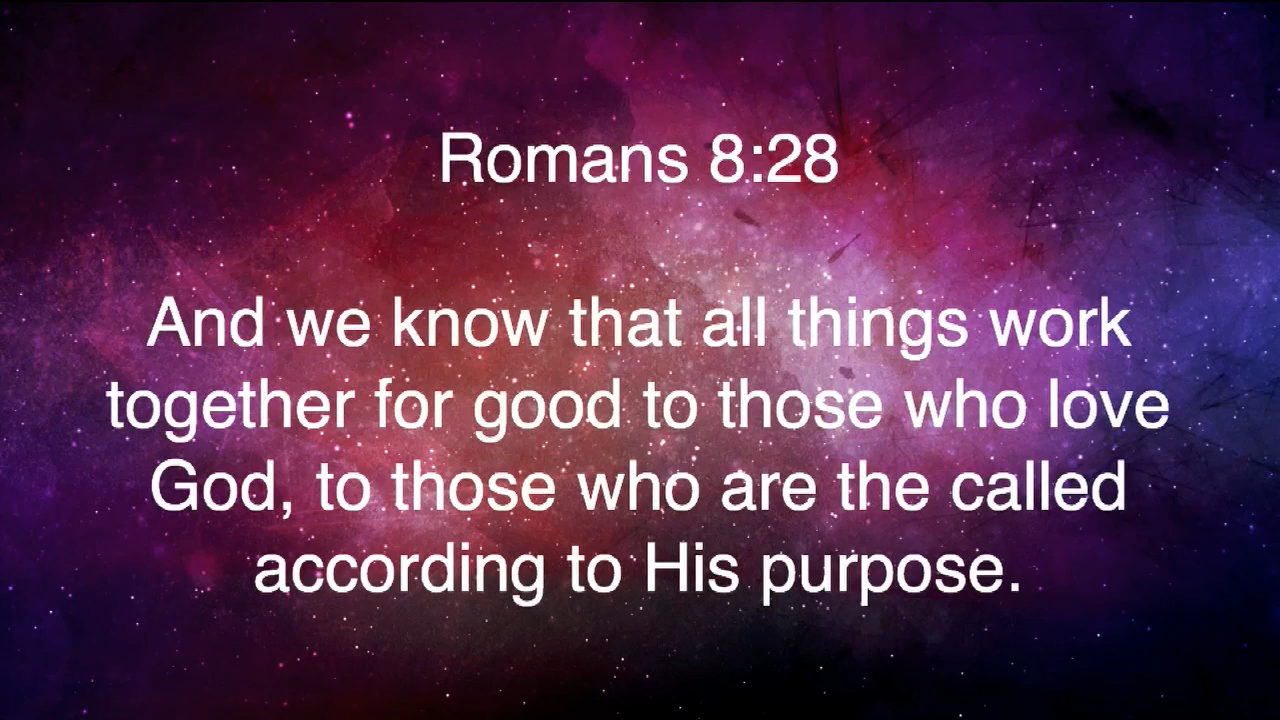 Romans 8:28
And we know that all things work
together for good to those who love
God, to those who are the called
according to His purpose.